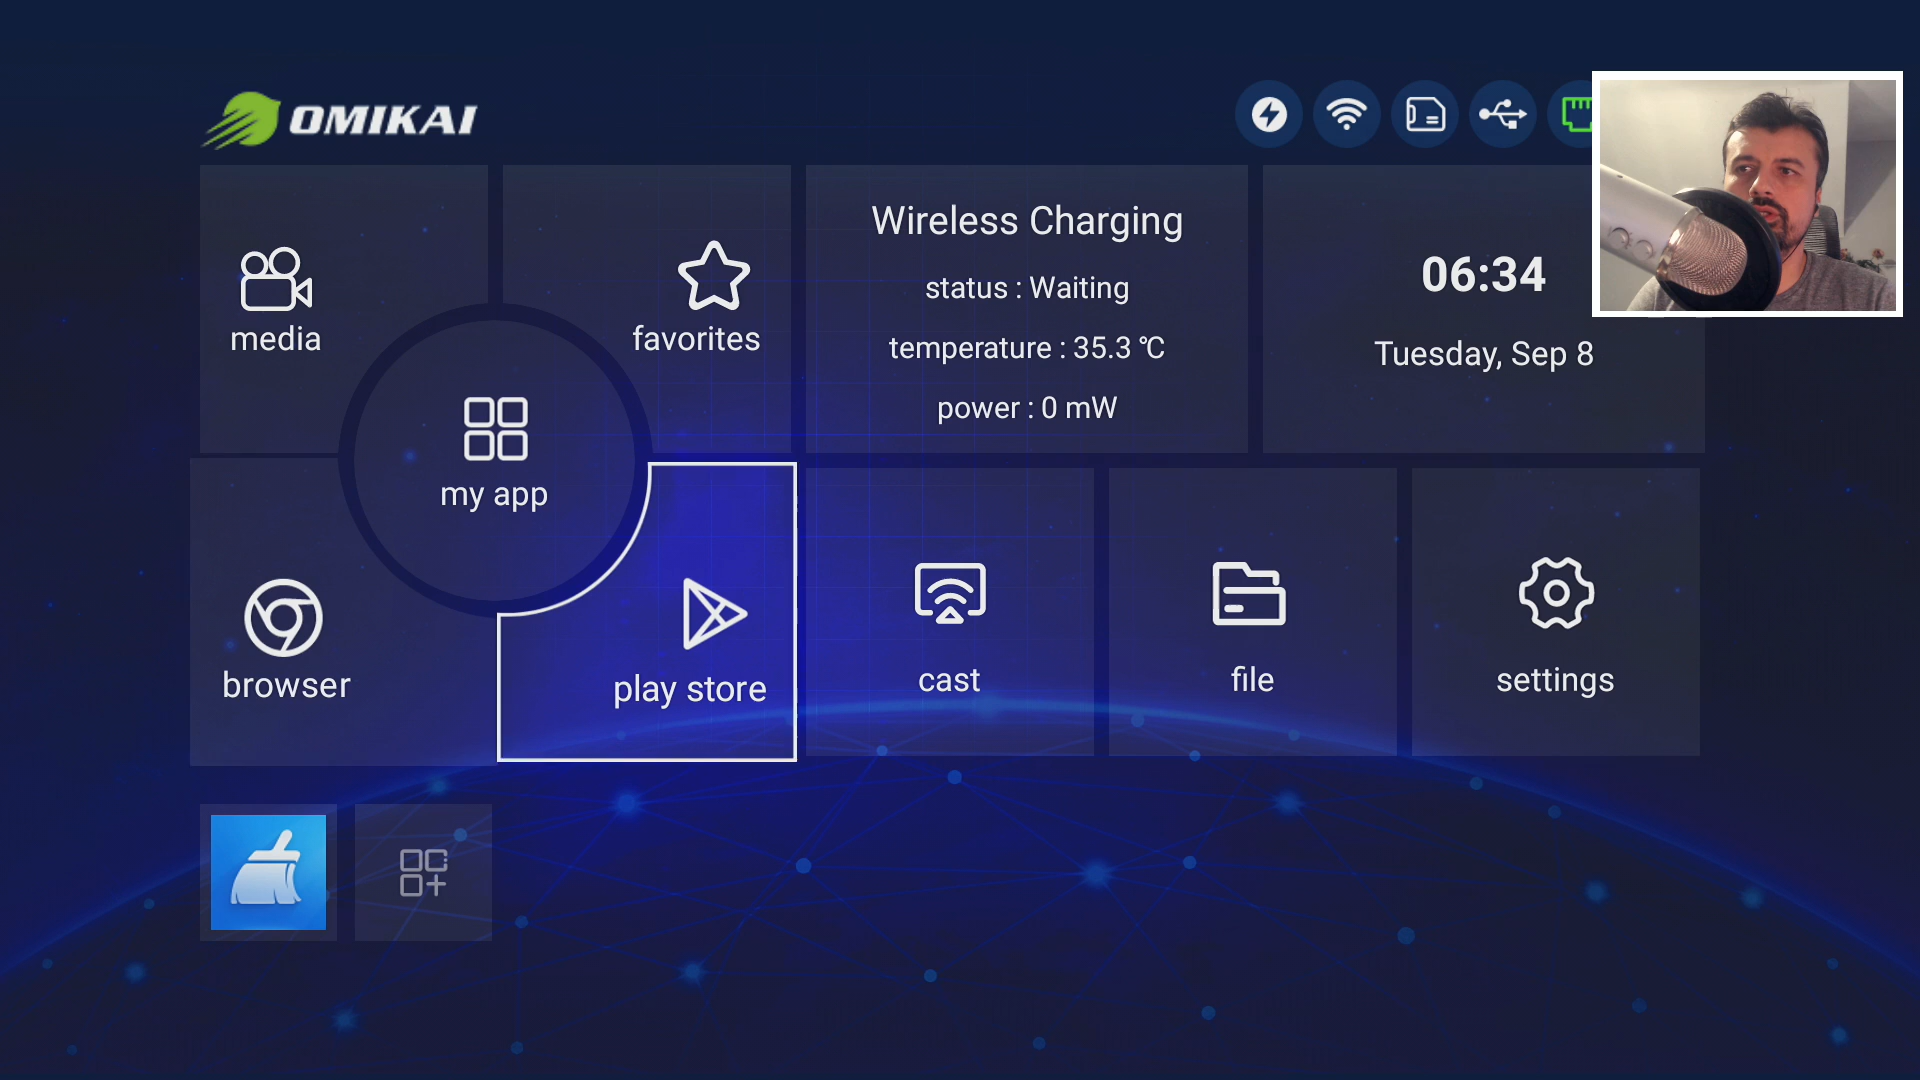 OMIKAI
media
favorites
my app
browser
play store
Wireless Charging
status : Waiting
temperature : 35.3 ℃
power : 0 mW
06:34
Tuesday, Sep 8
cast
file
settings